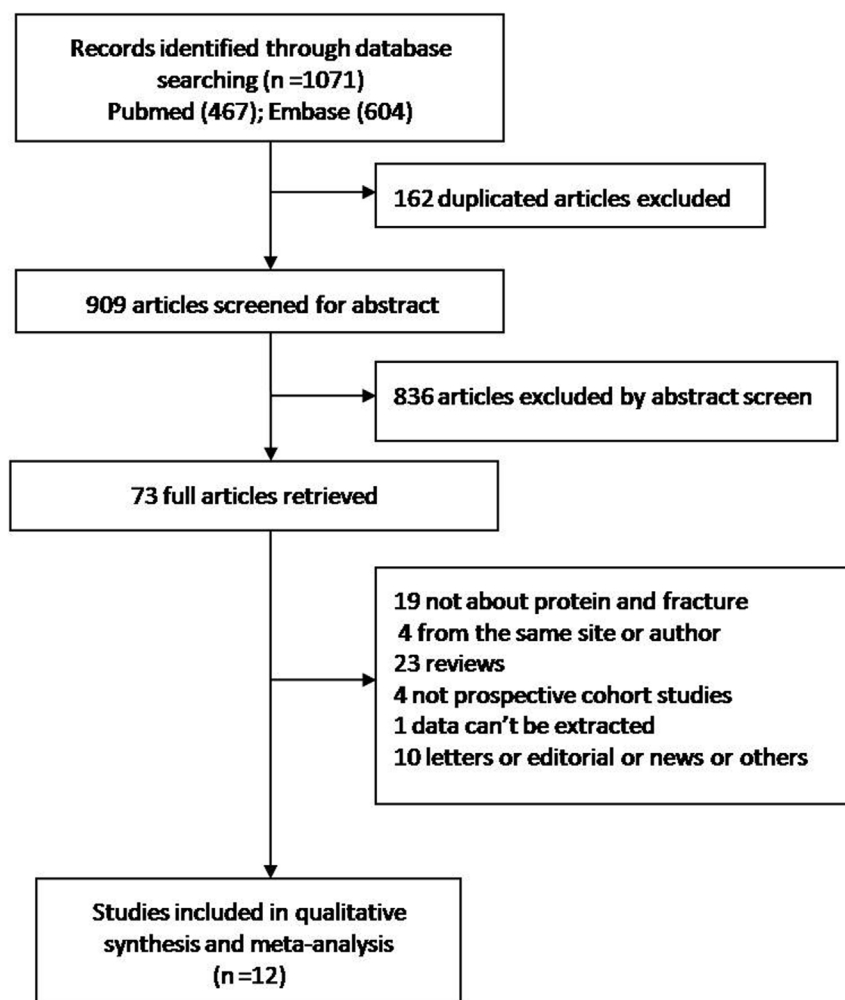 Records identified through database
searching (n =1071)
Pubmed (467); Embase (604)
162 duplicated articles excluded
909 articles screened for abstract
836 articles excluded by abstract screen
73 full articles retrieved
19 not about protein and fracture
4 from the same site or author
23 reviews
4 not prospective cohort studies
1 data can't be extracted
10 letters or editorial or news or others
Studies included in qualitative
synthesis and meta-analysis
(n =12)